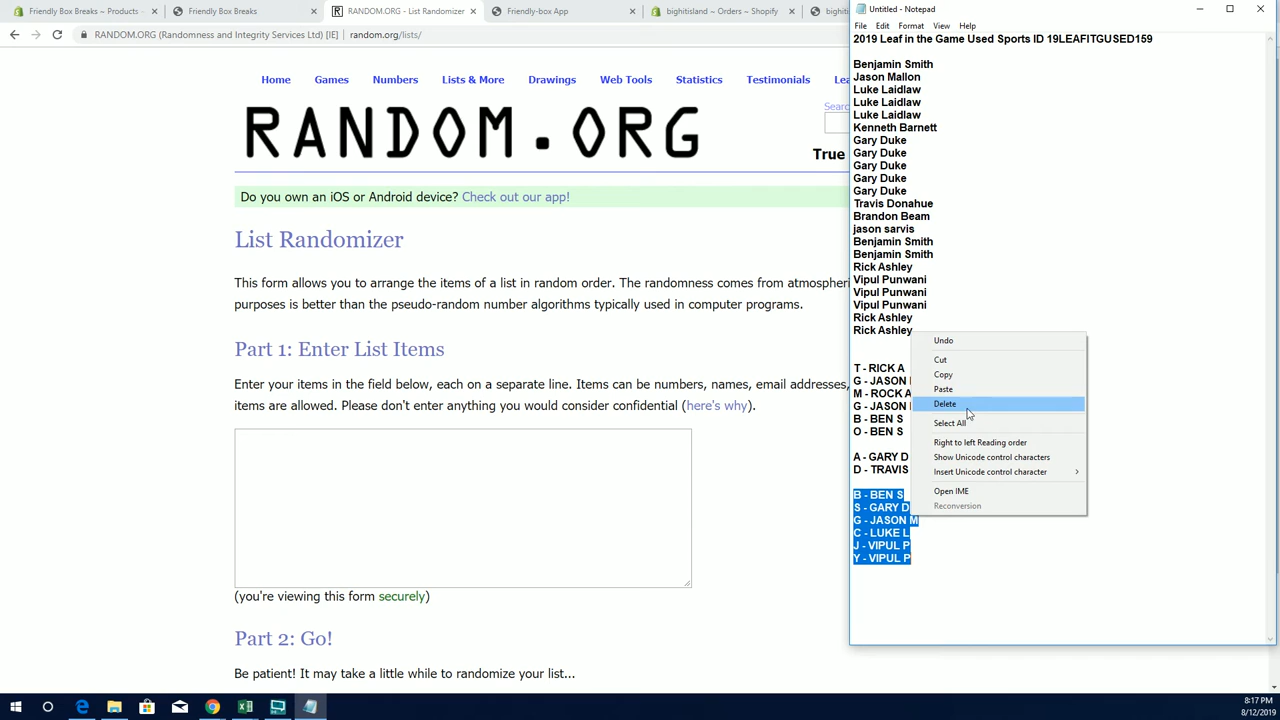 Friendly Box Breaks ~ Products
Friendly Box Breaks
RANDOM.ORG - List Randomizer
Friendly-box App
bighitisland ~ Orders ~ Shopify
RANDOM.ORG (Randomness and Integrity Services Ltd) [IE] | random.org/lists/
Home Games Numbers Lists & More Drawings Web Tools Statistics Testimonials
RANDOM.ORG
True
Do you own an iOS or Android device? Check out our app!
List Randomizer
This form allows you to arrange the items of a list in random order. The randomness comes from
purposes is better than the pseudo-random number algorithms typically used in computer programs.
Part 1: Enter List Items
Enter your items in the field below, each on a separate line. Items can be numbers, names, email addresses,
items are allowed. Please don't enter anything you would consider confidential (here's why).
(you're viewing this form securely)
Part 2: Go!
Be patient! It may take a little while to randomize your list...
Untitled - Notepad
File Edit Format View Help
2019 Leaf in the Game Used Sports ID 19LEAFITGUSED159
Benjamin Smith
Jason Mallon
Luke Laidlaw
Luke Laidlaw
Luke Laidlaw
Kenneth Barnett
Gary Duke
Gary Duke
Gary Duke
Gary Duke
Gary Duke
Travis Donahue
Brandon Beam
jason sarvis
Benjamin Smith
Benjamin Smith
Rick Ashley
Vipul Punwani
Vipul Punwani
Vipul Punwani
Rick Ashley
Rick Ashley
T - RICK A
G - JASON
M - ROCK A
G - JASON
B - BEN S
O - BEN S
A - GARY D
D - TRAVIS
B - BEN S
S - GARY D
G - JASON M
C - LUKE L
J - VIPUL P
Y - VIPUL P
Undo
Cut
Copy
Paste
Delete
Select All
Right to left Reading order
Show Unicode control characters
Insert Unicode control character
Open IME
Reconversion
8:17 PM
8/12/2019